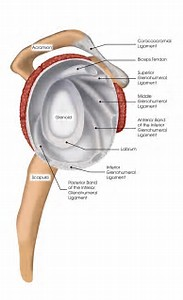 Acromion
Coracoacromial
Ligament
Biceps Tendon
Superior
Glenohumeral
Ligament
Middle
Glenohumeral
Ligament
Anterior Band
of the Inferior
Glenohumeral
Ligament
Glenoid
Labrum
Inferior
Glenohumeral
Ligament
Scapula
Posterior Band
of the Inferior
Glenohumeral
Ligament